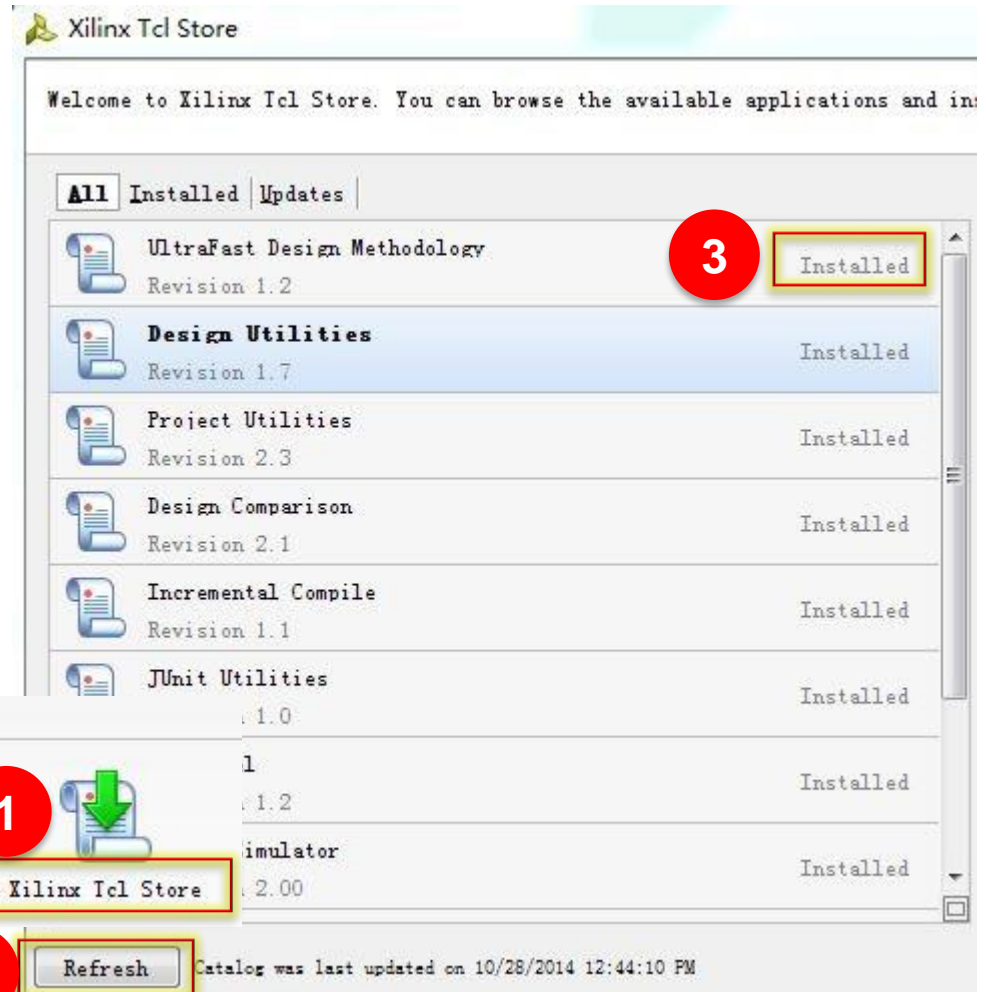 Xilinx Tcl Store
Welcome to Xilinx Tcl Store. You can browse the available applications and
All Installed Updates
UltraFast Design Methodology
Revision 1.2
3
Installed
Design Utilities
Revision 1.7
Installed
Project Utilities
Revision 2.3
Installed
Design Comparison
Revision 2.1
Installed
Incremental Compile
Revision 1.1
Installed
JUnit Utilities
1.0
Installed
1.2
Installed
2.00
Installed
1
Xilinx Tcl Store
Refresh
Catalog was last updated on 10/28/2014 12:44:10 PM